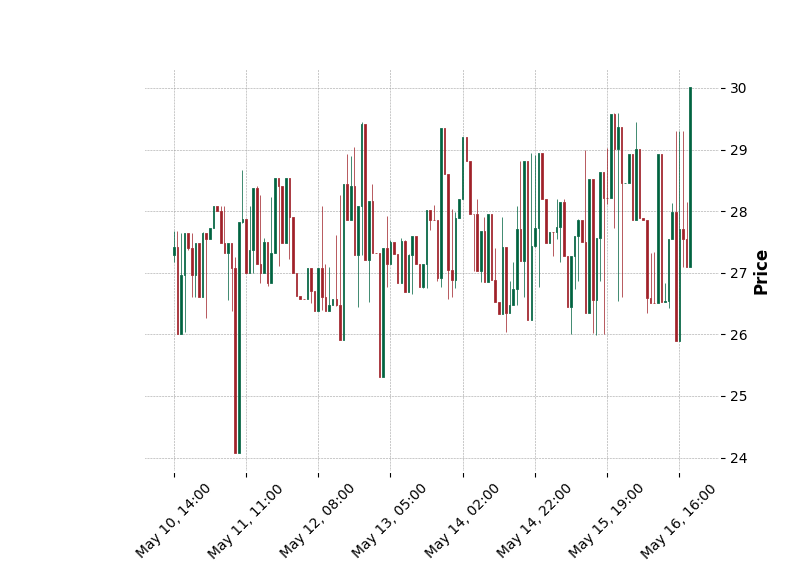 30
29
28
27
26
25
24
Price
May 10, 14:00
May 11, 11:00
May 12, 08:00
May 13, 05:00
May 14, 02:00
May 14, 22:00
May 15, 19:00
May 16, 16:00